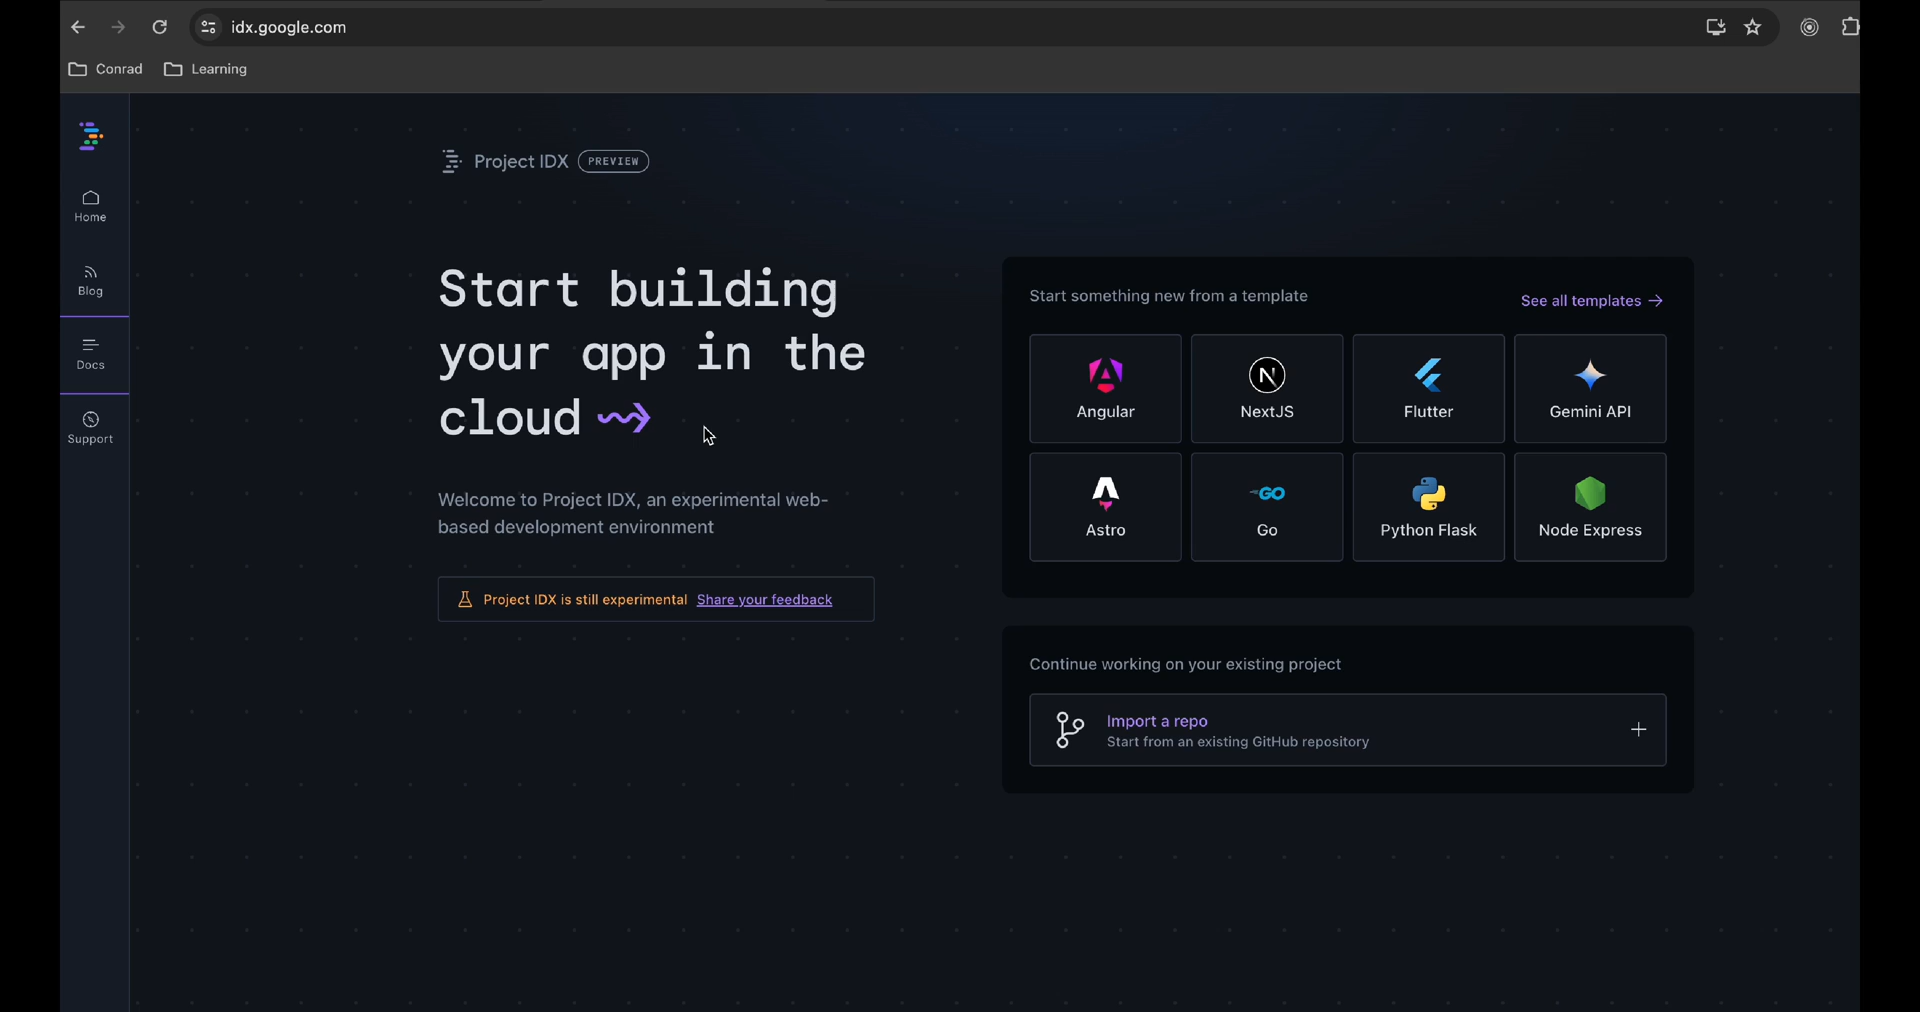 idx.google.com
Conrad
Learning
Home
Blog
Docs
Support
Project IDX PREVIEW
Start building
your app in the
cloud
Welcome to Project IDX, an experimental web-
based development environment
Project IDX is still experimental Share your feedback
Start something new from a template
See all templates →
Angular
NextJS
Flutter
Gemini API
GO
Astro
Go
Python Flask
Node Express
Continue working on your existing project
Import a repo
Start from an existing GitHub repository